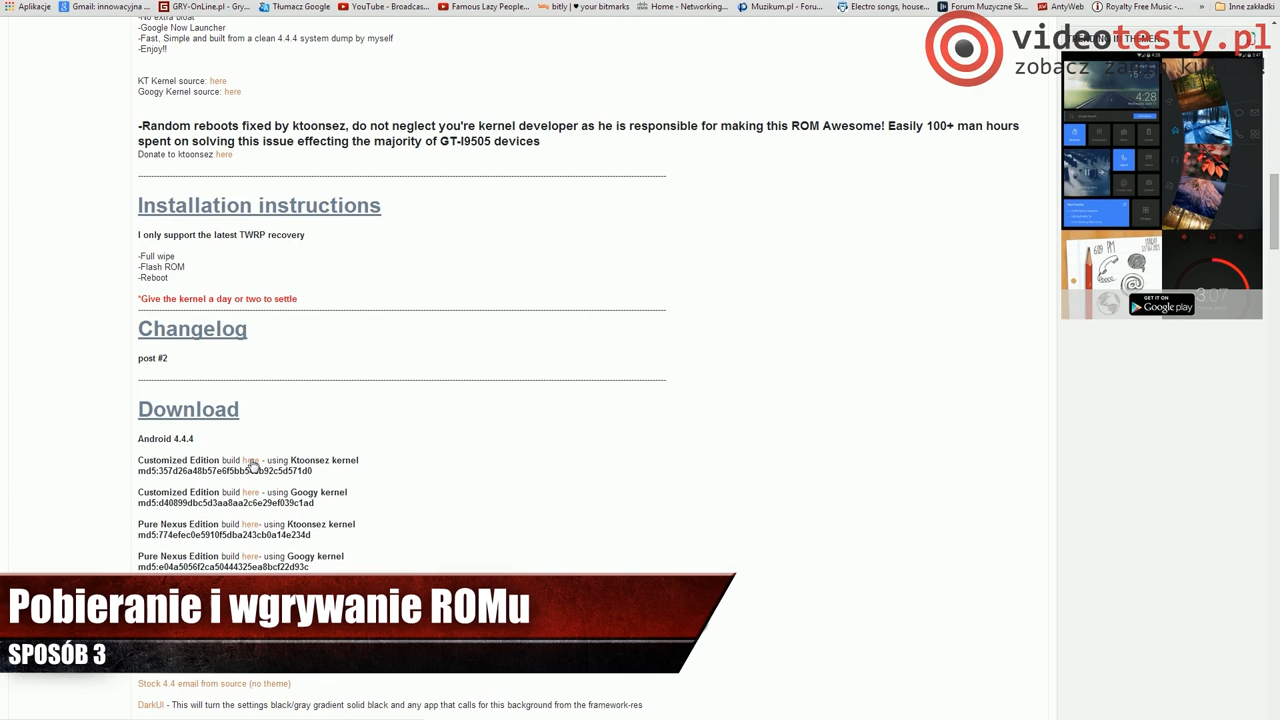 Aplikacje
Gmail: innowacyjna ...
GRY-OnLine.pl - Gry...
Tłumacz Google
YouTube - Broadcas...
Famous Lazy People...
bitly | ♥ your bitmarks
Home - Networking...
Muzikum.pl - Foru...
Electro songs, house...
Forum Muzyczne Sk...
AntyWeb
Royalty Free Music -...
Inne zakładki
-No extra bloat
-Google Now Launcher
-Fast, Simple and built from a clean 4.4.4 system dump by myself
-Enjoy!!
KT Kernel source: here
Googy Kernel source: here
-Random reboots fixed by ktoonsez, do not neglect you're kernel developer as he is responsible for making this ROM Awesome! Easily 100+ man hours
spent on solving this issue effecting the majority of GT-I9505 devices
Donate to ktoonsez here
Installation instructions
I only support the latest TWRP recovery
-Full wipe
-Flash ROM
-Reboot
*Give the kernel a day or two to settle
Changelog
post #2
Download
Android 4.4.4
Customized Edition build here - using Ktoonsez kernel
Customized Edition build here - using Googy kernel
md5:d40899dbc5d3aa8aa2c6e29ef039c1ad
Pure Nexus Edition build here- using Ktoonsez kernel
md5:774efec0e5910f5dba243cb0a14e234d
Pure Nexus Edition build here- using Googy kernel
md5:e04a5056f2ca50444325ea8bcf22d93c
Pobieranie i wgrywanie ROMu
SPOSÓB 3
Stock 4.4 email from source (no theme)
DarkUI - This will turn the settings black/gray gradient solid black and any app that calls for this background from the framework-res
videotesty.pl
zobacz zanim kupisz!
4:28
3:07
GET IT ON
Google play